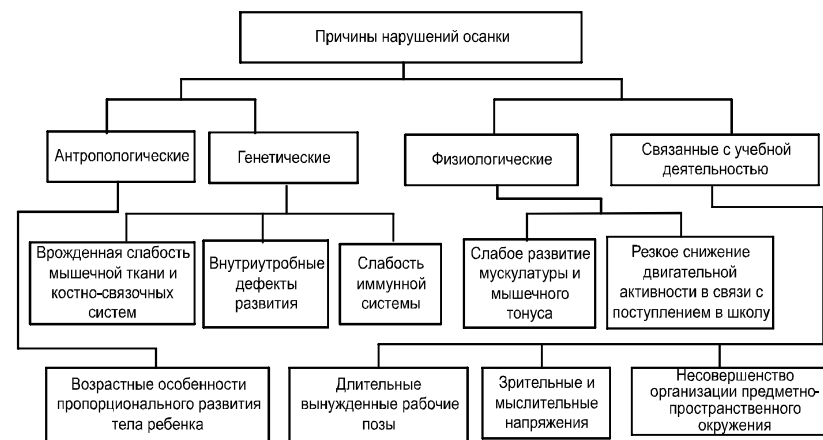 Причины нарушений осанки
Антропологические
Генетические
Физиологические
Связанные с учебной
деятельностью
Врожденная слабость
мышечной ткани и
костно-связочных
систем
Внутриутробные
дефекты
развития
Слабость
иммунной
системы
Слабое развитие
мускулатуры и
мышечного
тонуса
Резкое снижение
двигательной
активности в связи с
поступлением в школу
Возрастные особенности
пропорционального развития
тела ребенка
Длительные
вынужденные рабочие
позы
Зрительные и
мыслительные
напряжения
Несовершенство
организации предметно-
пространственного
окружения